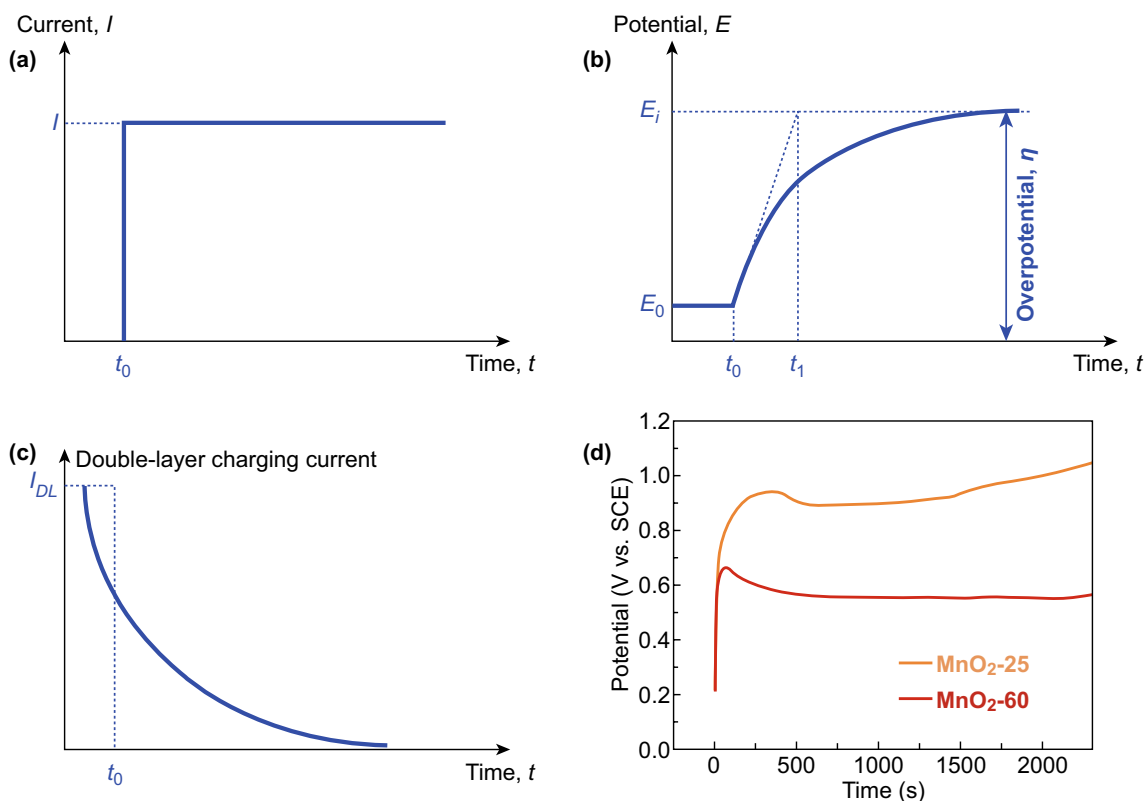 Current, I
(a)
I
t₀
Time, t
Potential, E
(b)
Eᵢ
E₀
Overpotential, η
t₀
t₁
Time, t
(c)
Double-layer charging current
I_DL
t₀
Time, t
(d)
Potential (V vs. SCE)
1.2
1.0
0.8
0.6
0.4
0.2
0.0
MnO₂-25
MnO₂-60
0
500
1000
1500
2000
Time (s)